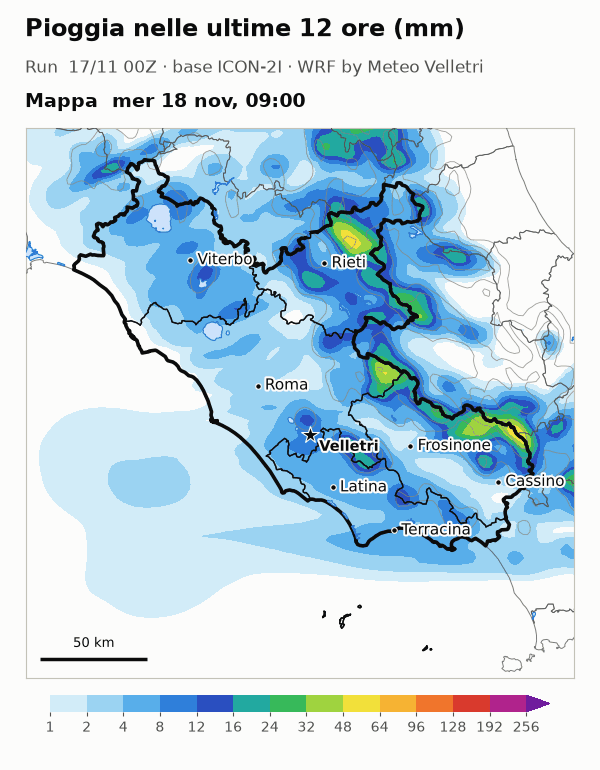 Pioggia nelle ultime 12 ore (mm)
Run  17/11 00Z · base ICON-2I · WRF by Meteo Velletri
Mappa  mer 18 nov, 09:00
Viterbo
Rieti
Roma
Velletri
Frosinone
Latina
Cassino
Terracina
50 km
1 2 4 8 12 16 24 32 48 64 96 128 192 256